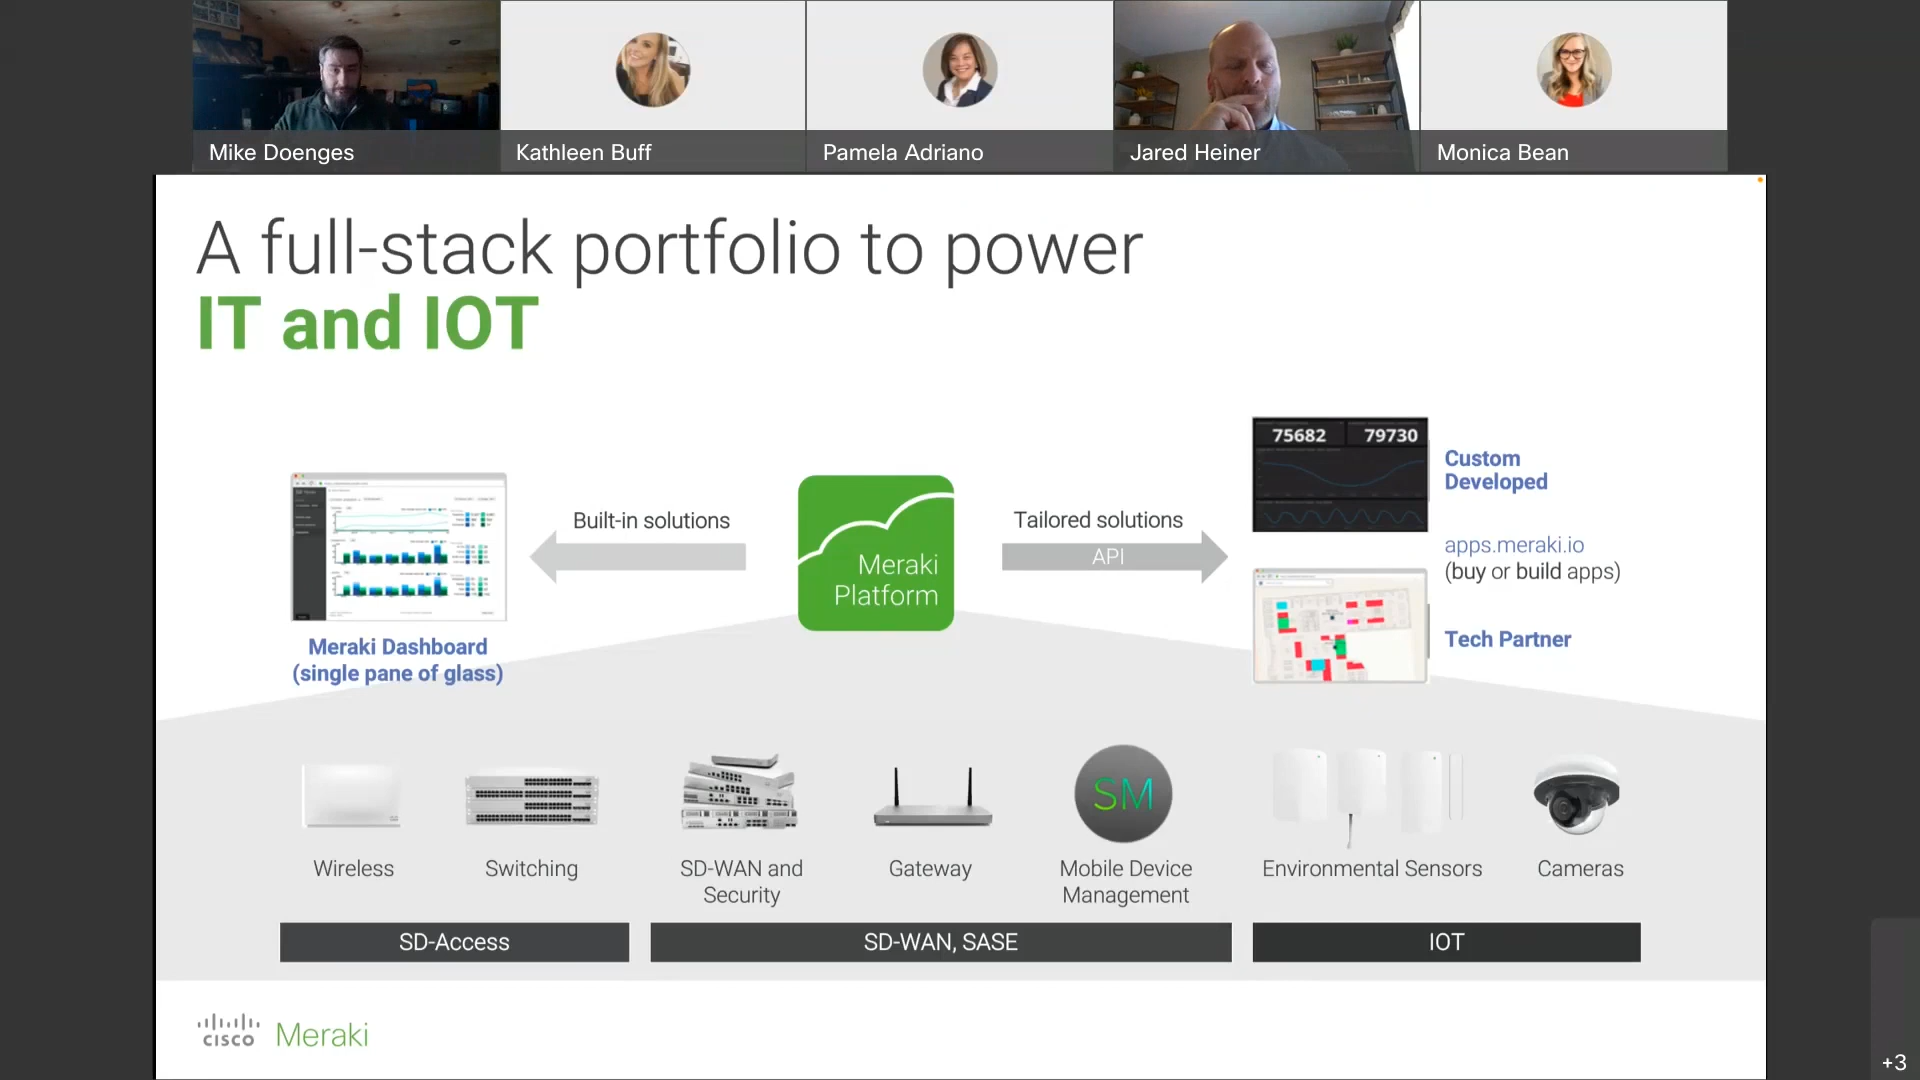 Mike Doenges
Kathleen Buff
Pamela Adriano
Jared Heiner
Monica Bean
A full-stack portfolio to power
IT and IOT
Built-in solutions
Meraki
Platform
Tailored solutions
API
75682 79730
Custom
Developed
apps.meraki.io
(buy or build apps)
Tech Partner
Meraki Dashboard
(single pane of glass)
SM
Wireless
Switching
SD-WAN and
Security
Gateway
Mobile Device
Management
Environmental Sensors
Cameras
SD-Access
SD-WAN, SASE
IOT
CISCO Meraki
+3